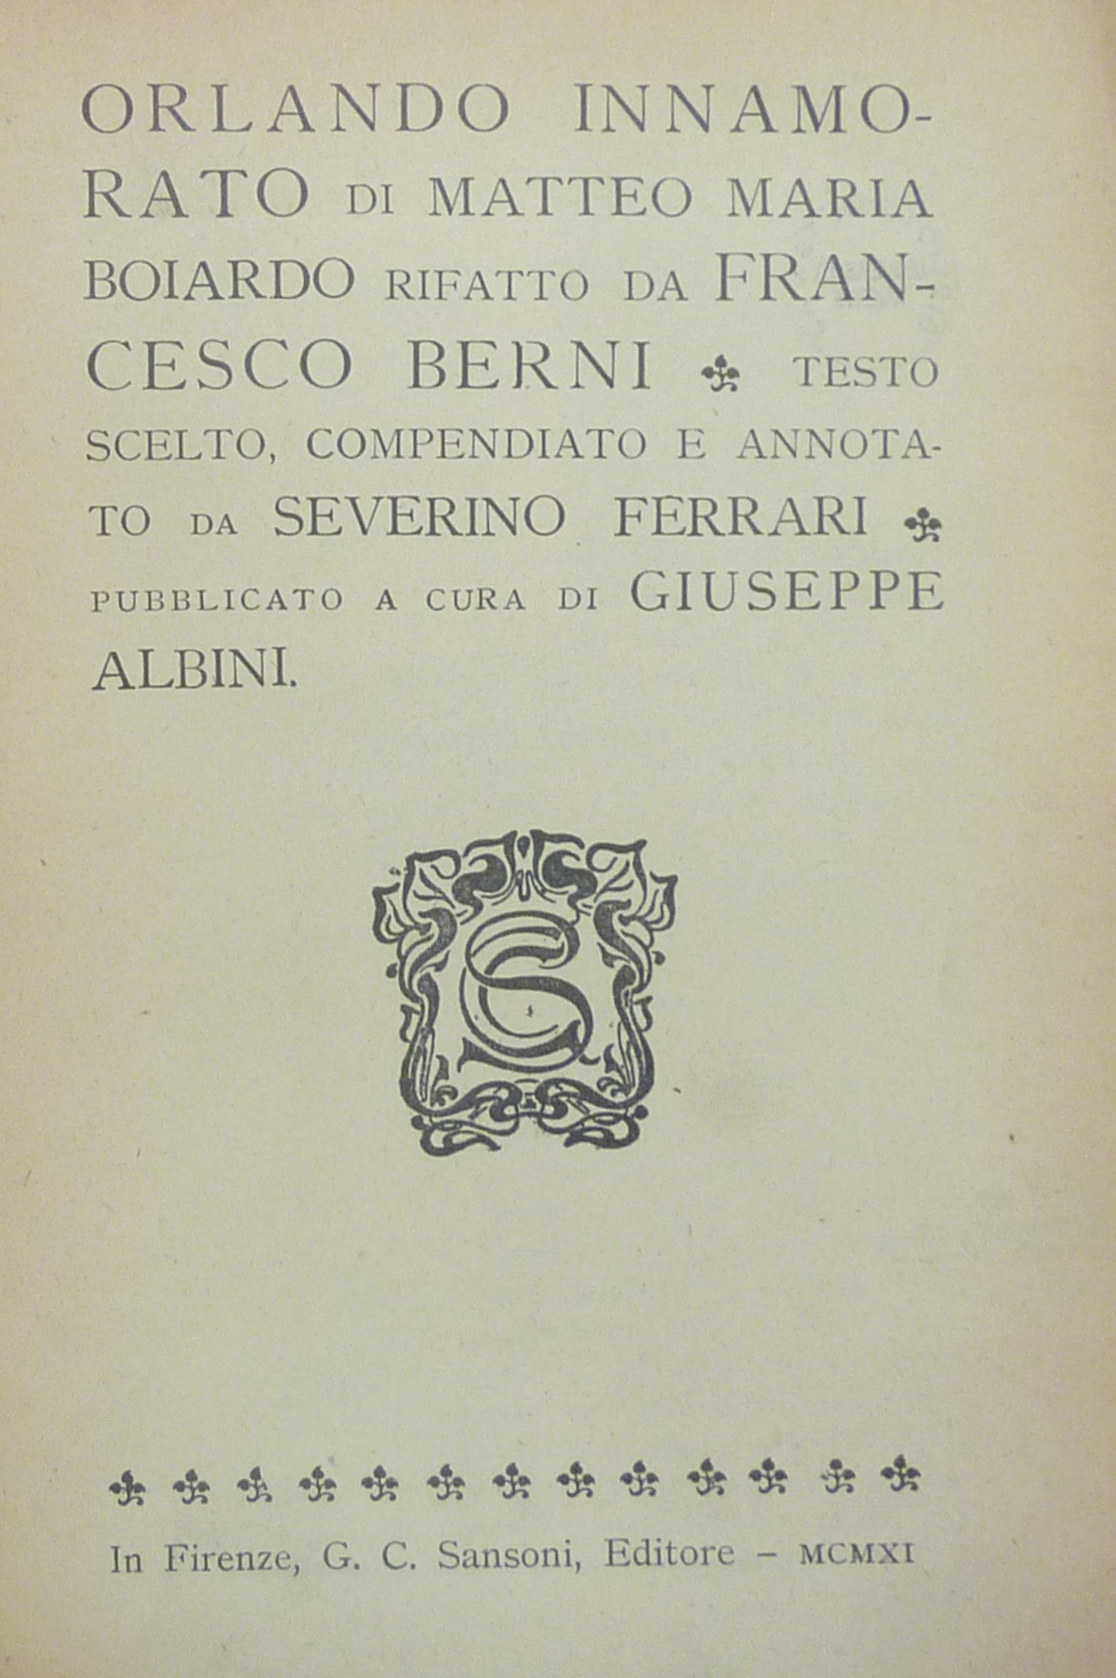 ORLANDO INNAMO-
RATO DI MATTEO MARIA
BOIARDO RIFATTO DA FRAN-
CESCO BERNI TESTO
SCELTO, COMPENDIATO E ANNOTA-
TO DA SEVERINO FERRARI
PUBBLICATO A CURA DI GIUSEPPE
ALBINI.
In Firenze, G. C. Sansoni, Editore – MCMXI